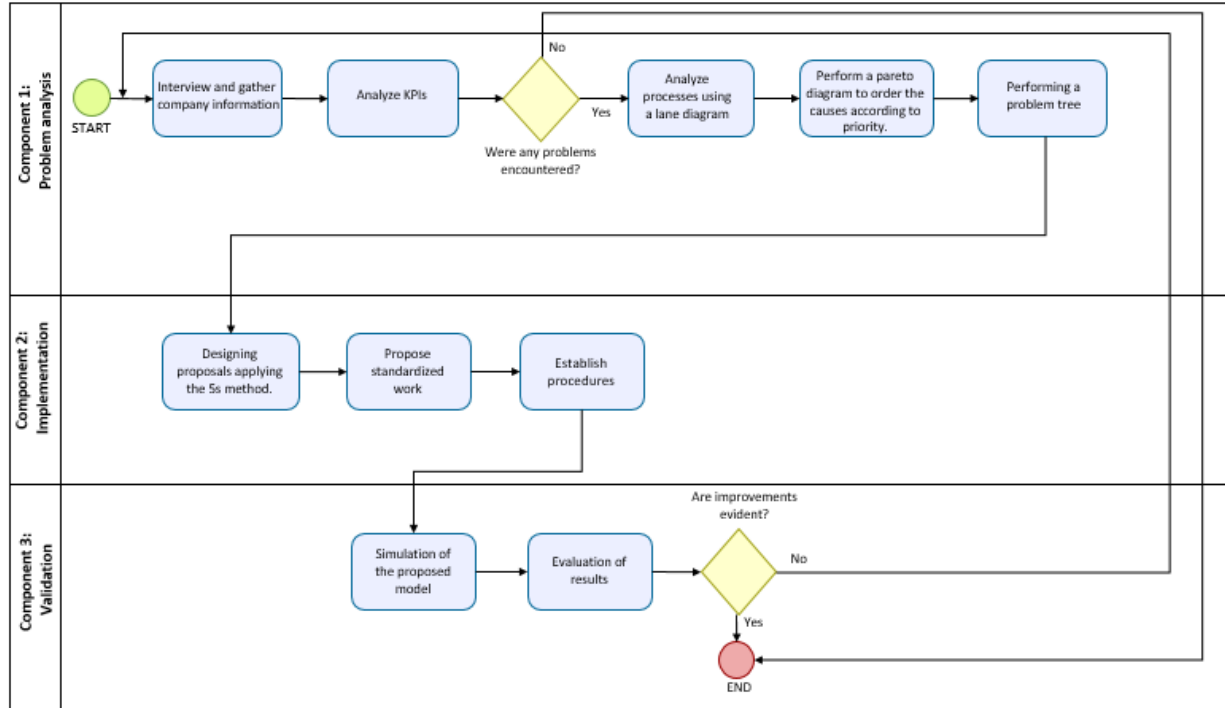 Component 1:
Problem analysis
START
Interview and gather
company information
Analyze KPIs
No
Yes
Were any problems
encountered?
Analyze
processes using
a lane diagram
Perform a pareto
diagram to order the
causes according to
priority.
Performing a
problem tree
Component 2:
Implementation
Designing
proposals applying
the 5s method.
Propose
standardized
work
Establish
procedures
Component 3:
Validation
Simulation of
the proposed
model
Evaluation of
results
Are improvements
evident?
No
Yes
END